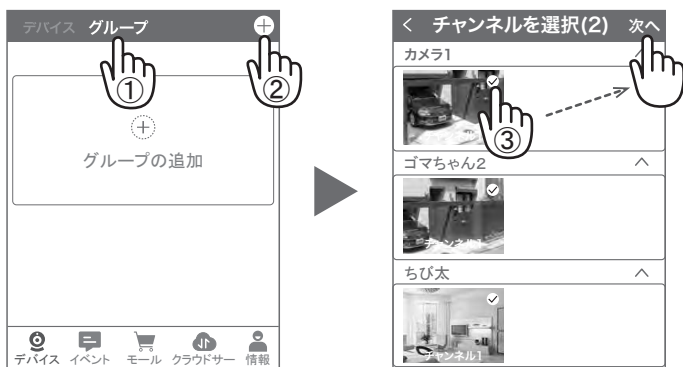 デバイス グループ
①
②
グループの追加
デバイス イベント モール クラウドサー 情報
チャンネルを選択(2) 次へ
カメラ1
③
ゴマちゃん2
チャンネル1
ちび太
チャンネル1